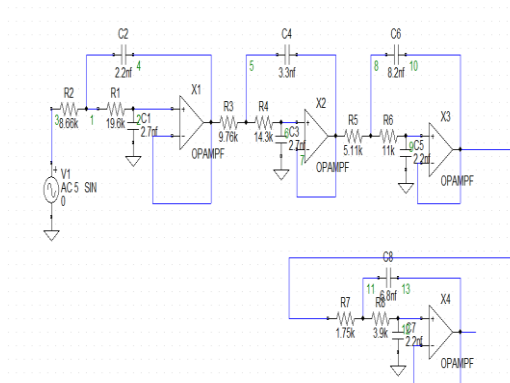 C2
4
2.2nf
X1
R2
R1
3
8.66k
1
19.6k
2
C1
2.7nf
OPAMPF
V1
AC 5 SIN
0
C4
5
3.3nf
X2
R3
R4
9.76k
14.3k
6
C3
2.7nf
7
OPAMPF
C6
8
10
8.2nf
X3
R5
R6
5.11k
11k
9
C5
2.2nf
OPAMPF
C8
11
13
6.8nf
X4
R7
R8
1.75k
3.9k
C7
2.2nf
OPAMPF